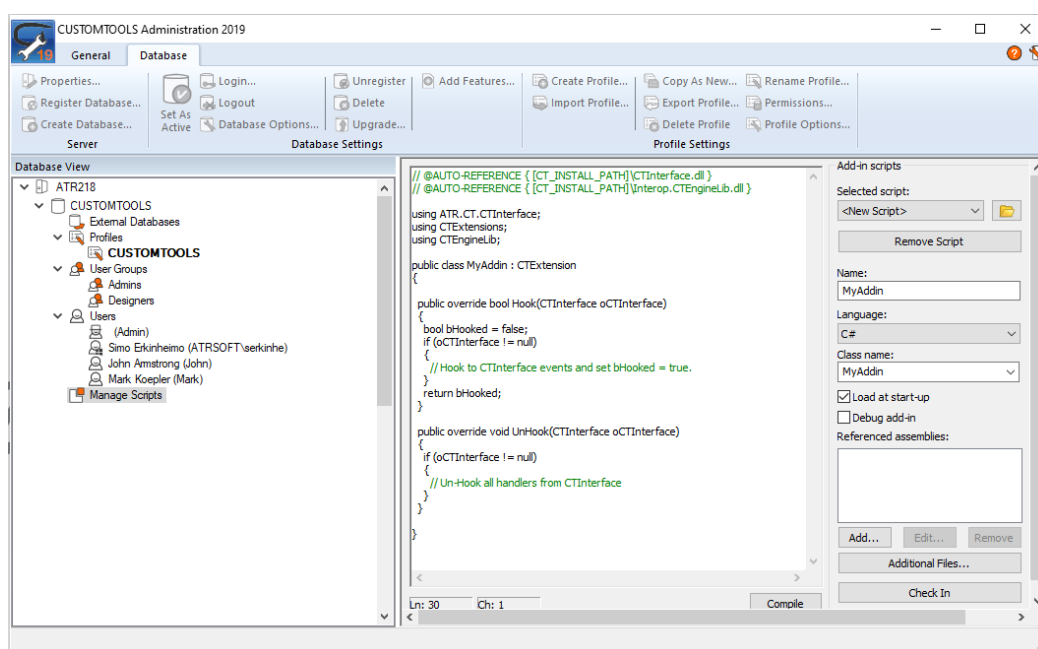 CUSTOMTOOLS Administration 2019
19
General Database
Properties...
Register Database...
Create Database...
Server
Set As
Active
Login...
Logout
Database Options...
Unregister
Delete
Upgrade...
Database Settings
Add Features...
Create Profile...
Import Profile...
Copy As New...
Export Profile...
Delete Profile
Rename Profile...
Permissions...
Profile Options...
Profile Settings
Database View
ATR218
CUSTOMTOOLS
External Databases
Profiles
CUSTOMTOOLS
User Groups
Admins
Designers
Users
(Admin)
Simo Erkinheimo (ATRSOFT\serkinhe)
John Amstrong (John)
Mark Koepler (Mark)
Manage Scripts
// @AUTO-REFERENCE { [CT_INSTALL_PATH]\CTInterface.dll }
// @AUTO-REFERENCE { [CT_INSTALL_PATH]\Interop.CTEngineLib.dll }
using ATR.CT.CTInterface;
using CTExtensions;
using CTEngineLib;
public class MyAddin : CTExtension
{
public override bool Hook(CTInterface oCTInterface)
{
bool bHooked = false;
if (oCTInterface != null)
{
//Hook to CTInterface events and set bHooked = true.
}
return bHooked;
}
public override void UnHook(CTInterface oCTInterface)
{
if (oCTInterface != null)
{
//Un-Hook all handlers from CTInterface
}
}
}
Ln: 30 Ch: 1
Compile
Add-in scripts
Selected script:
<New Script>
Remove Script
Name:
MyAddin
Language:
C#
Class name:
MyAddin
Load at start-up
Debug add-in
Referenced assemblies:
Add... Edit... Remove
Additional Files...
Check In